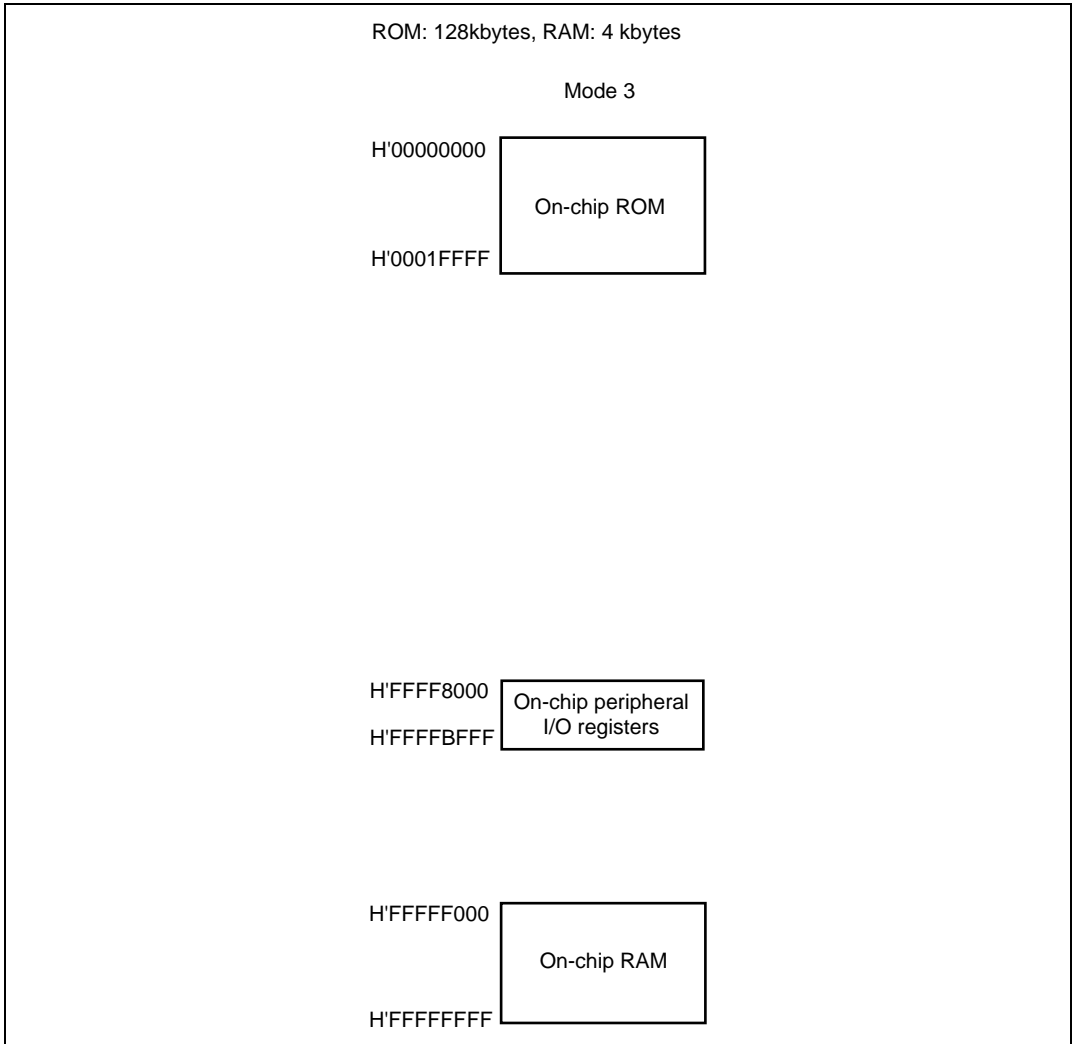 ROM: 128kbytes, RAM: 4 kbytes
Mode 3
H'00000000
On-chip ROM
H'0001FFFF
H'FFFF8000
On-chip peripheral
I/O registers
H'FFFFBFFF
H'FFFFF000
On-chip RAM
H'FFFFFFFF